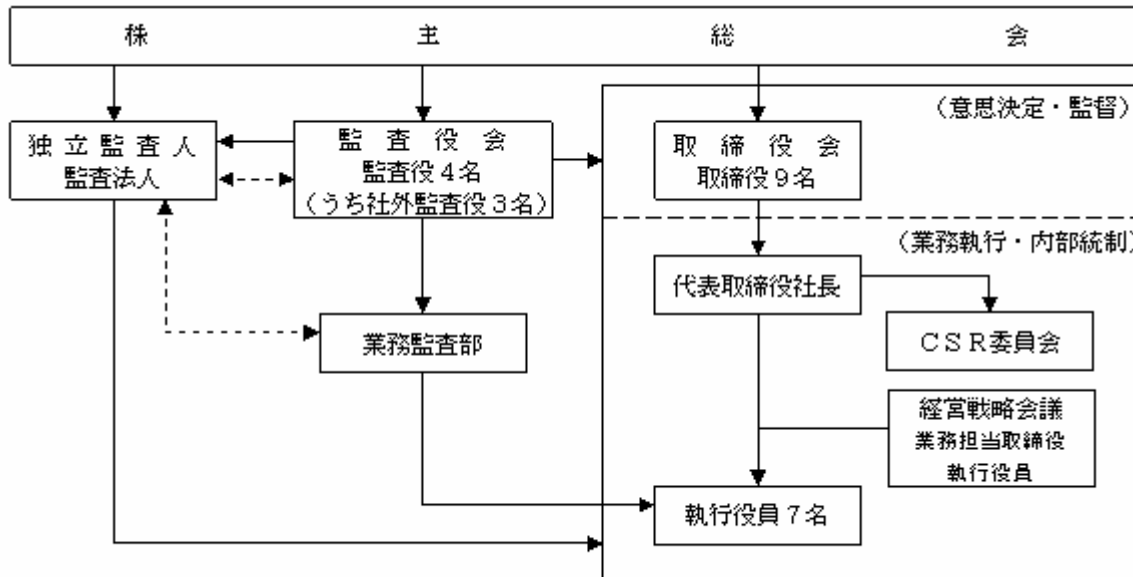 株主総会
(意思決定・監督)
独立監査人
監査法人
監査役会
監査役4名
(うち社外監査役3名)
取締役会
取締役9名
(業務執行・内部統制)
代表取締役社長
業務監査部
CSR委員会
経営戦略会議
業務担当取締役
執行役員
執行役員7名